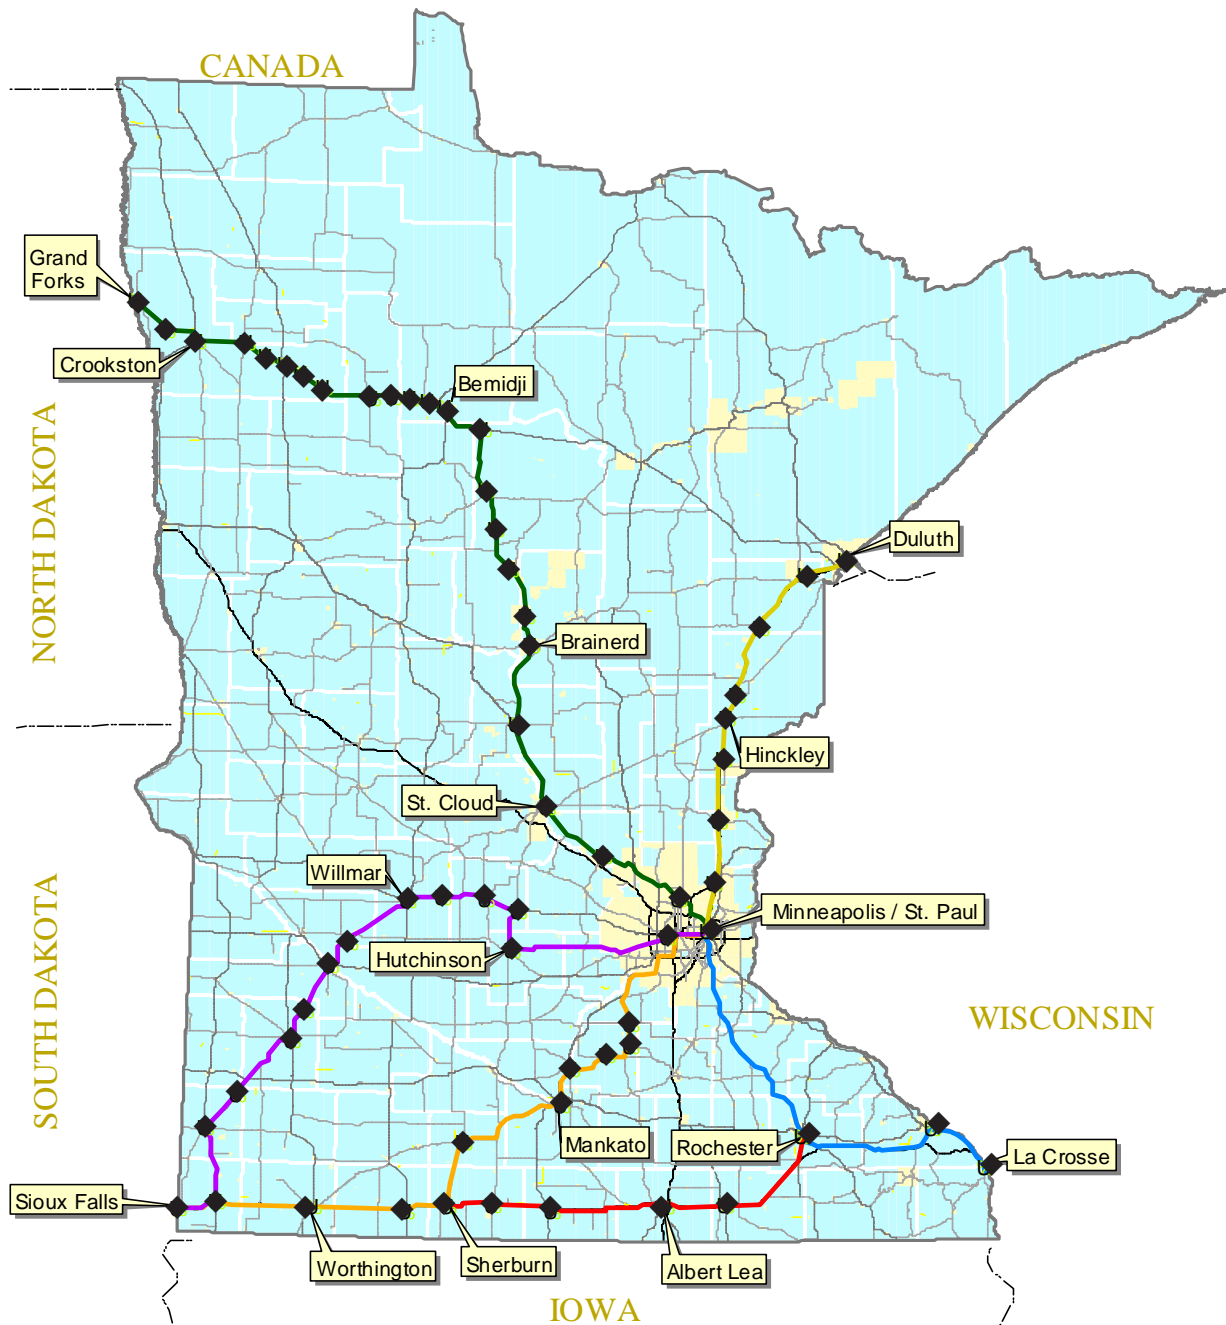 CANADA
Grand
Forks
Crookston
Bemidji
NORTH DAKOTA
Duluth
Brainerd
Hinckley
St. Cloud
Willmar
Minneapolis / St. Paul
Hutchinson
SOUTH DAKOTA
WISCONSIN
Mankato
Rochester
La Crosse
Sioux Falls
Worthington
Sherburn
Albert Lea
IOWA